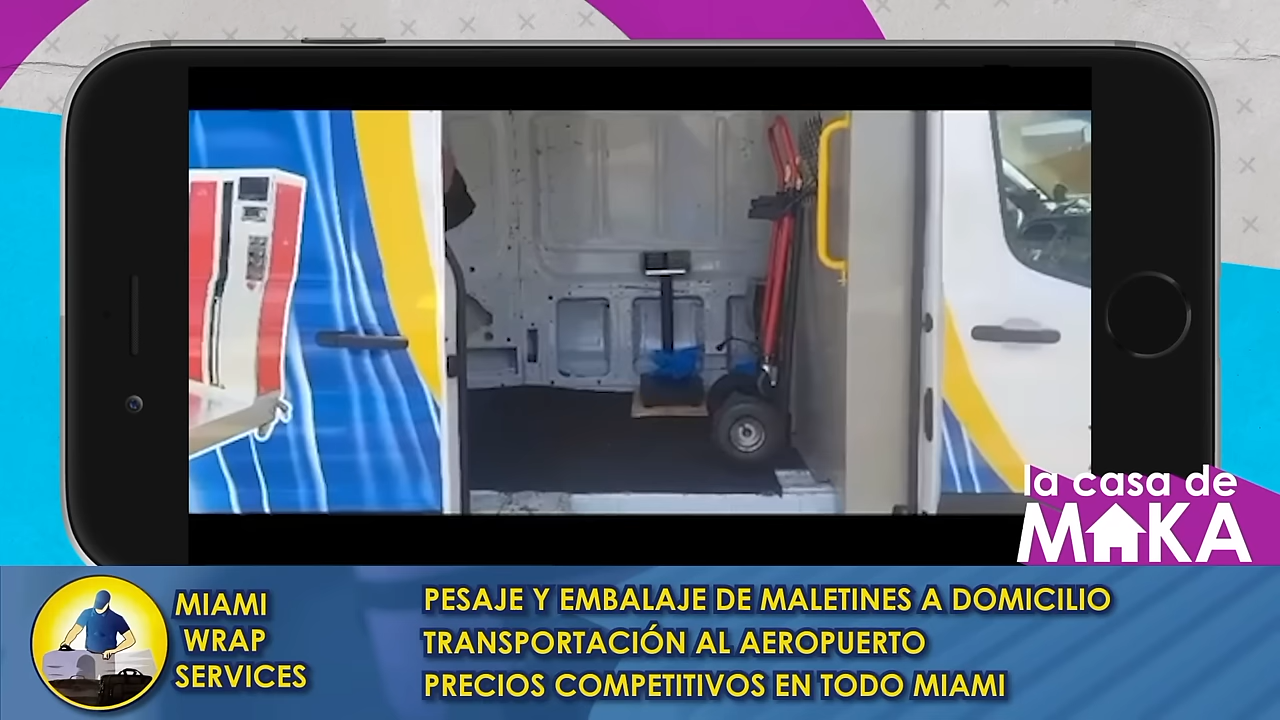 la casa de
MAKA
MIAMI
WRAP
SERVICES
PESAJE Y EMBALAJE DE MALETINES A DOMICILIO
TRANSPORTACIÓN AL AEROPUERTO
PRECIOS COMPETITIVOS EN TODO MIAMI